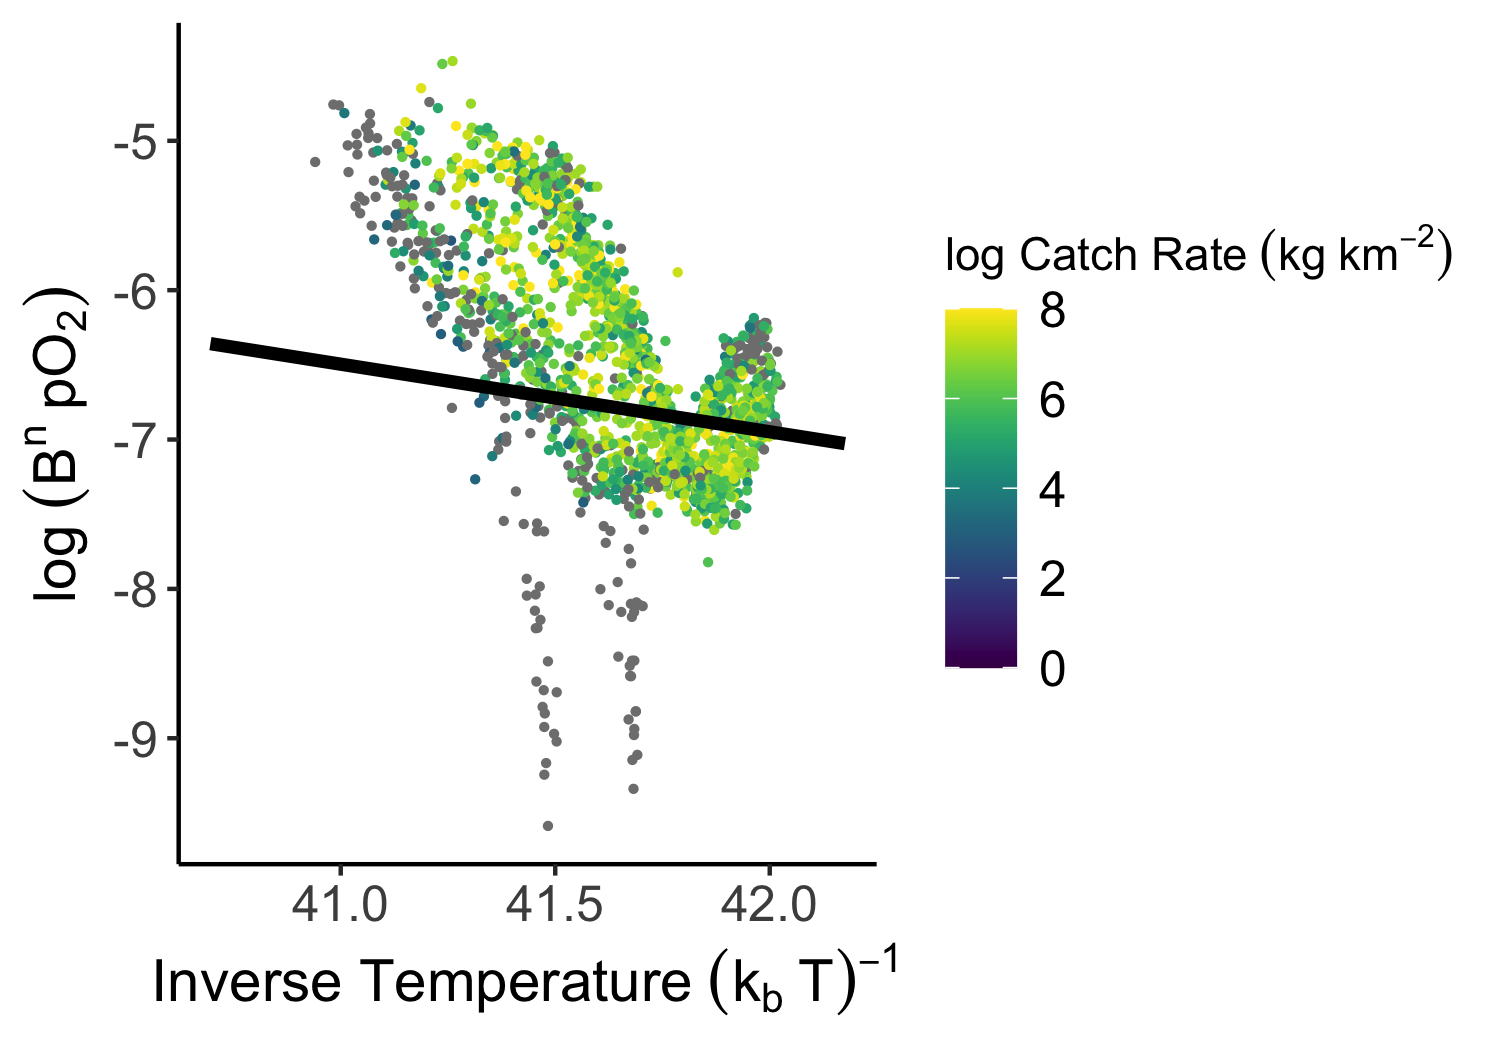 log (Bⁿ pO₂)
-5
-6
-7
-8
-9
41.0 41.5 42.0
Inverse Temperature (k_b T)⁻¹
log Catch Rate (kg km⁻²)
8
6
4
2
0